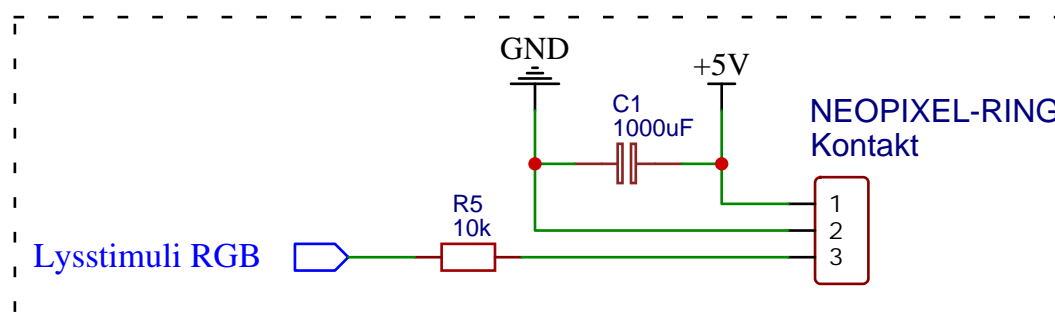 GND
+5V
C1
1000uF
NEOPIXEL-RING
Kontakt
R5
10k
1
2
3
Lysstimuli RGB